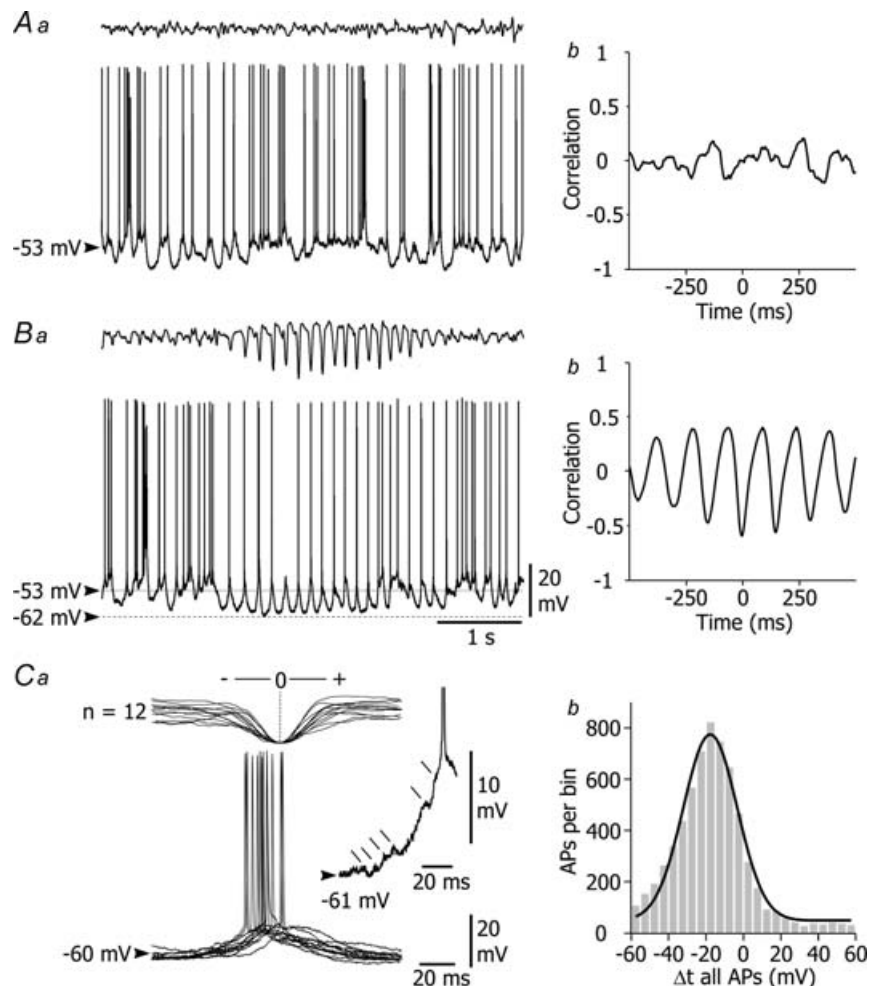 A a
b
1
0.5
0
-0.5
-1
Correlation
-250 0 250
Time (ms)
-53 mV
B a
b
1
0.5
0
-0.5
-1
Correlation
-250 0 250
Time (ms)
-53 mV
-62 mV
20
mV
1 s
C a
- 0 +
n = 12
10
mV
20 ms
-61 mV
-60 mV
20
mV
20 ms
b
800
600
400
200
0
APs per bin
-60 -40 -20 0 20 40 60
Δt all APs (mV)